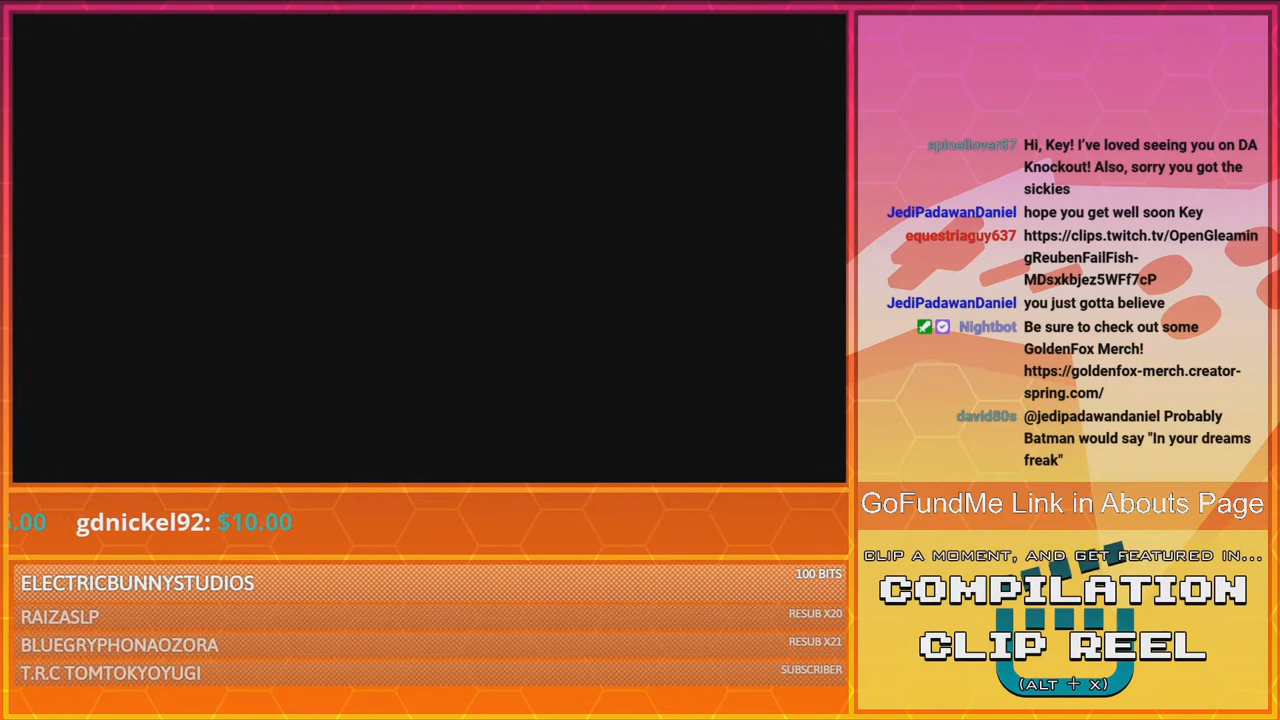 spinellover87 Hi, Key! I've loved seeing you on DA
Knockout! Also, sorry you got the
sickies
JediPadawanDaniel hope you get well soon Key
equestriaguy637 https://clips.twitch.tv/OpenGleamin
gReubenFailFish-
MDsxkbjez5WFf7cP
JediPadawanDaniel you just gotta believe
Nightbot Be sure to check out some
GoldenFox Merch!
https://goldenfox-merch.creator-
spring.com/
david80s @jedipadawandaniel Probably
Batman would say "In your dreams
freak"
GoFundMe Link in Abouts Page
CLIP A MOMENT, AND GET FEATURED IN...
COMPILATION
CLIP REEL
(ALT + X)
.00 gdnickel92: $10.00
ELECTRICBUNNYSTUDIOS 100 BITS
RAIZASLP RESUB X20
BLUEGRYPHONAOZORA RESUB X21
T.R.C TOMTOKYOYUGI SUBSCRIBER